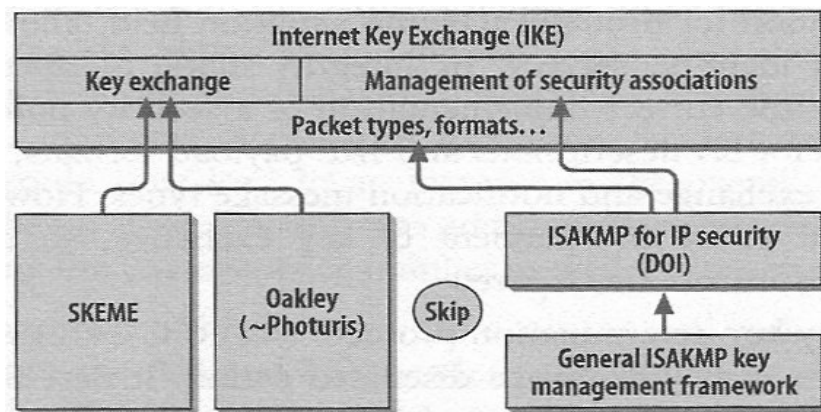 Internet Key Exchange (IKE)
Key exchange
Management of security associations
Packet types, formats…
SKEME
Oakley
(~Photuris)
Skip
ISAKMP for IP security
(DOI)
General ISAKMP key
management framework